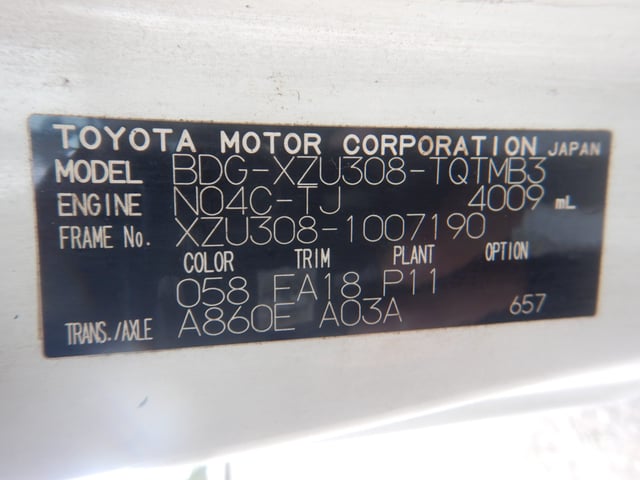 TOYOTA MOTOR CORPORATION JAPAN
MODEL BDG-XZU308-TQTMB3
ENGINE N04C-TJ 4009 mL
FRAME No. XZU308-1007190
COLOR TRIM PLANT OPTION
058 FA18 P11
TRANS./AXLE A860E A03A 657